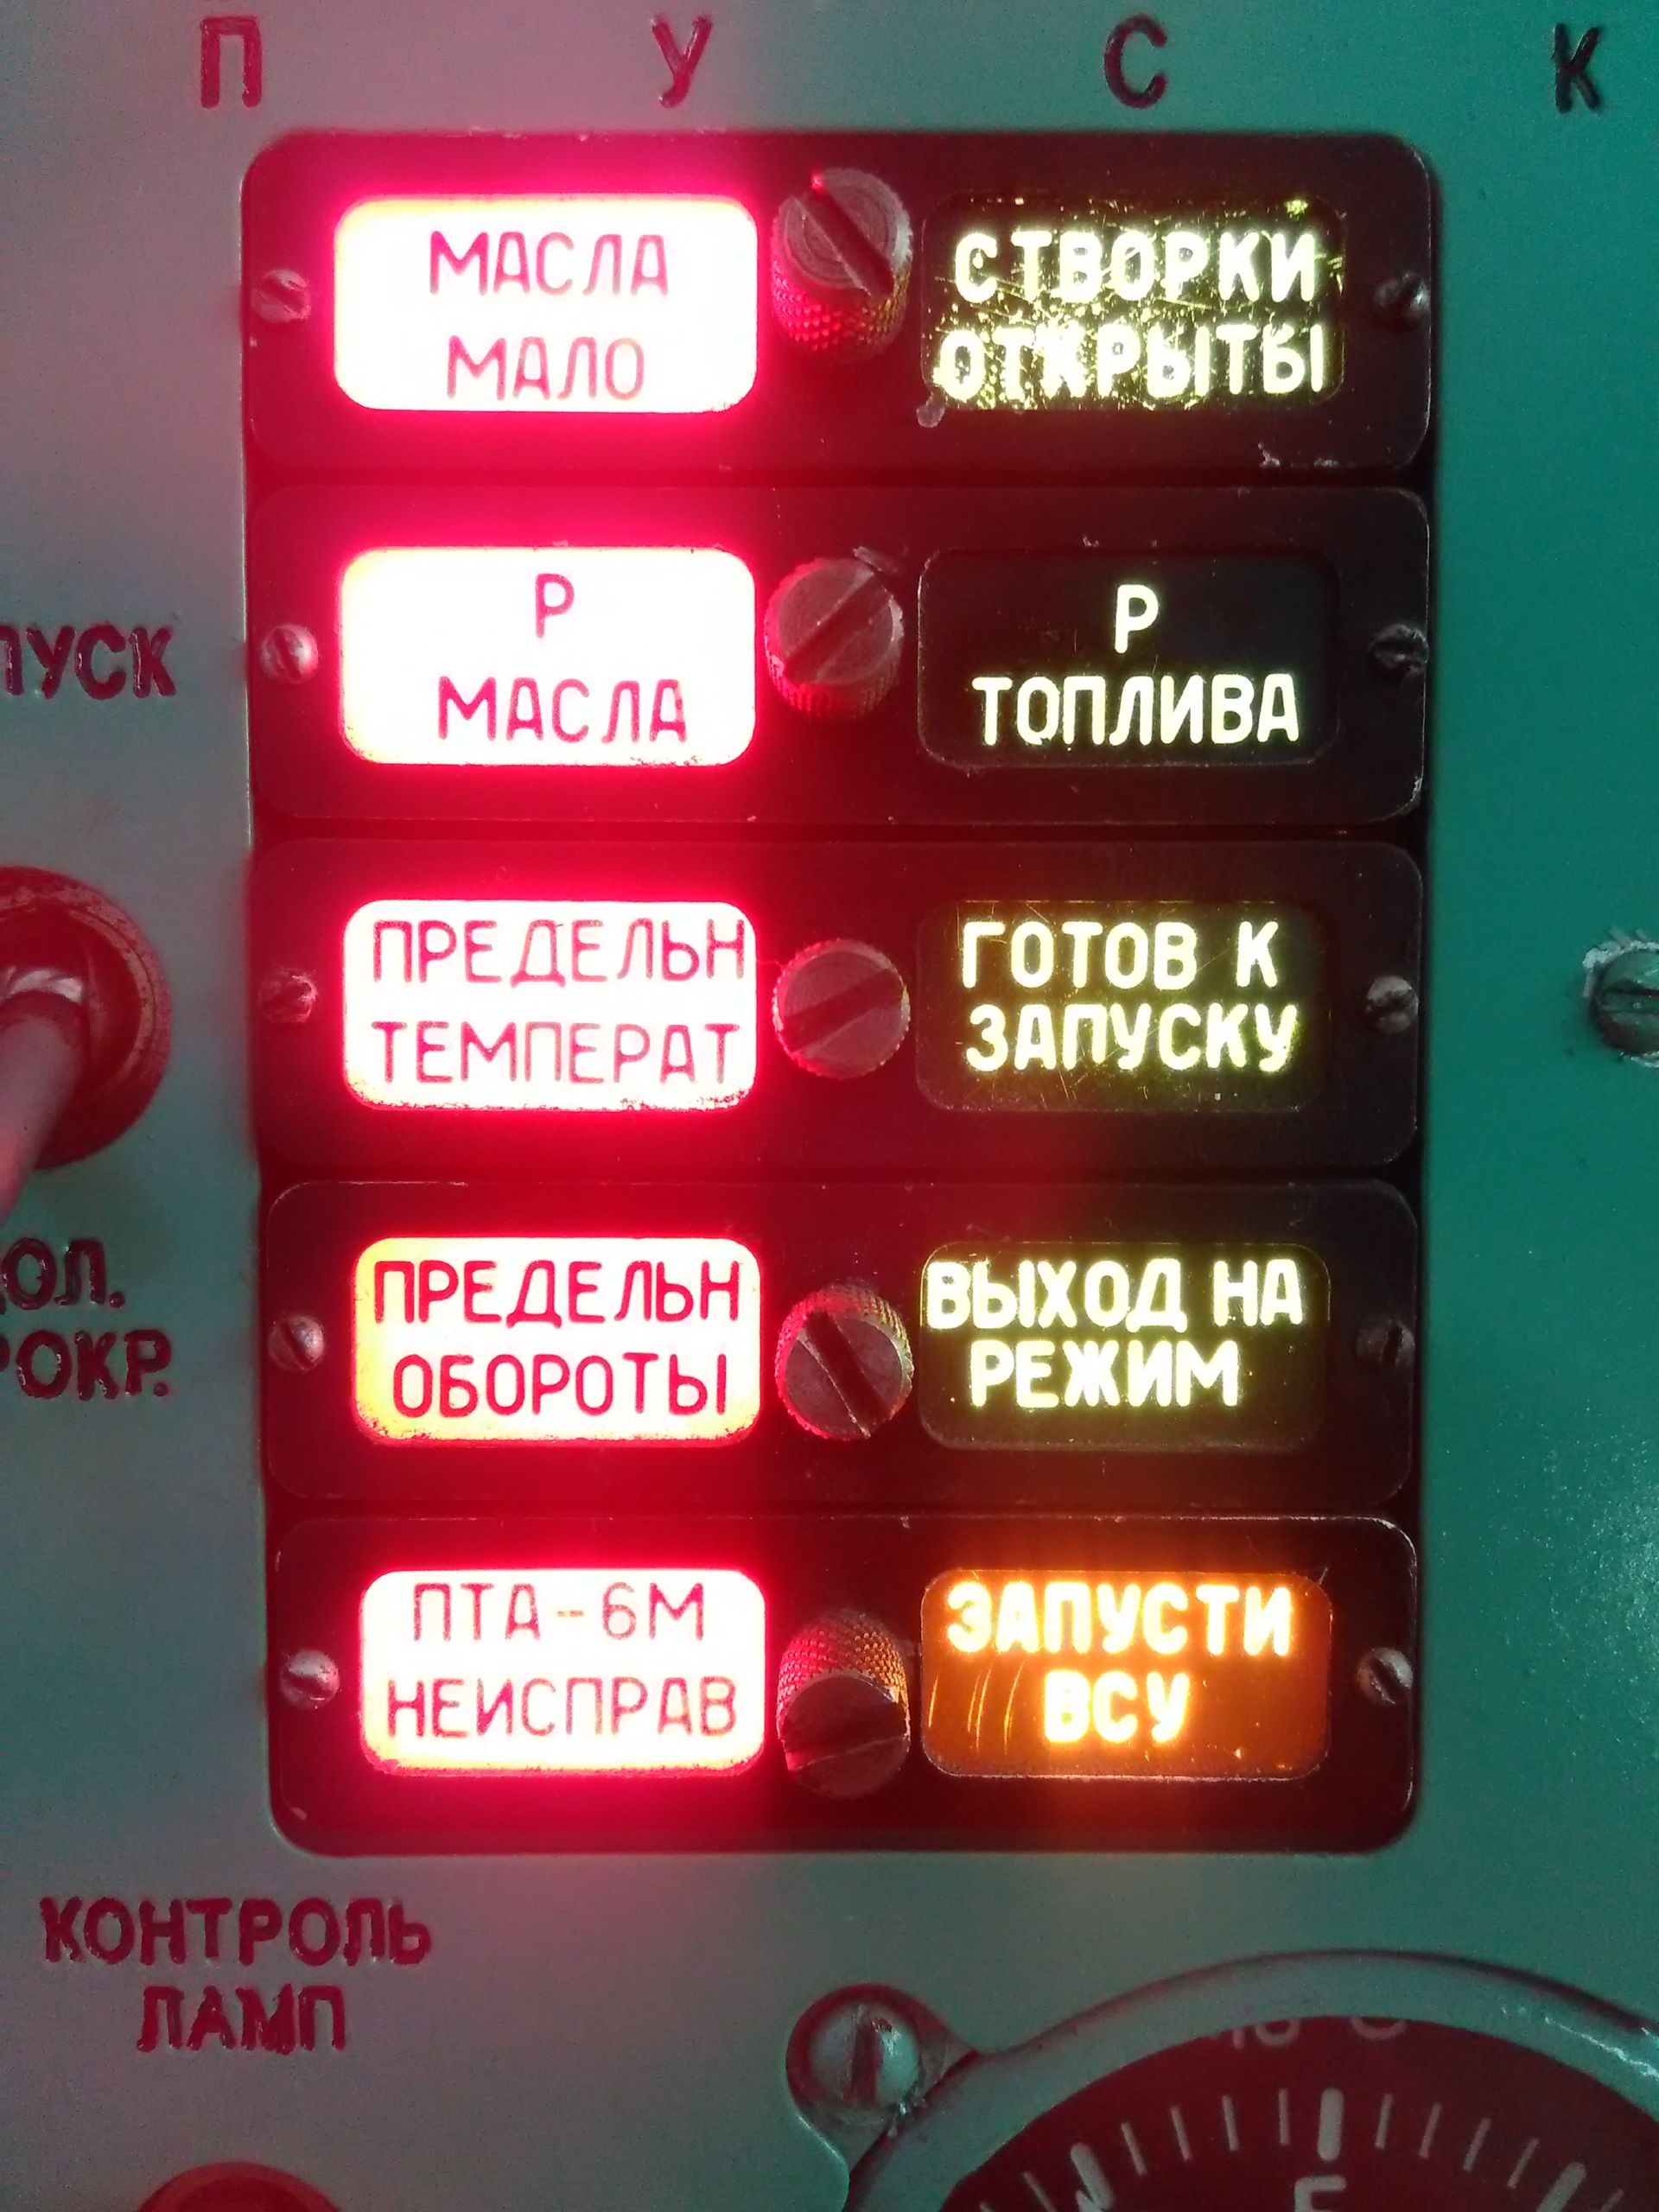 П У С К
МАСЛА
МАЛО
СТВОРКИ
ОТКРЫТЫ
Р
МАСЛА
Р
ТОПЛИВА
ПУСК
ПРЕДЕЛЬН
ТЕМПЕРАТ
ГОТОВ К
ЗАПУСКУ
ПРЕДЕЛЬН
ОБОРОТЫ
ВЫХОД НА
РЕЖИМ
ПТА-6М
НЕИСПРАВ
ЗАПУСТИ
ВСУ
КОНТРОЛЬ
ЛАМП